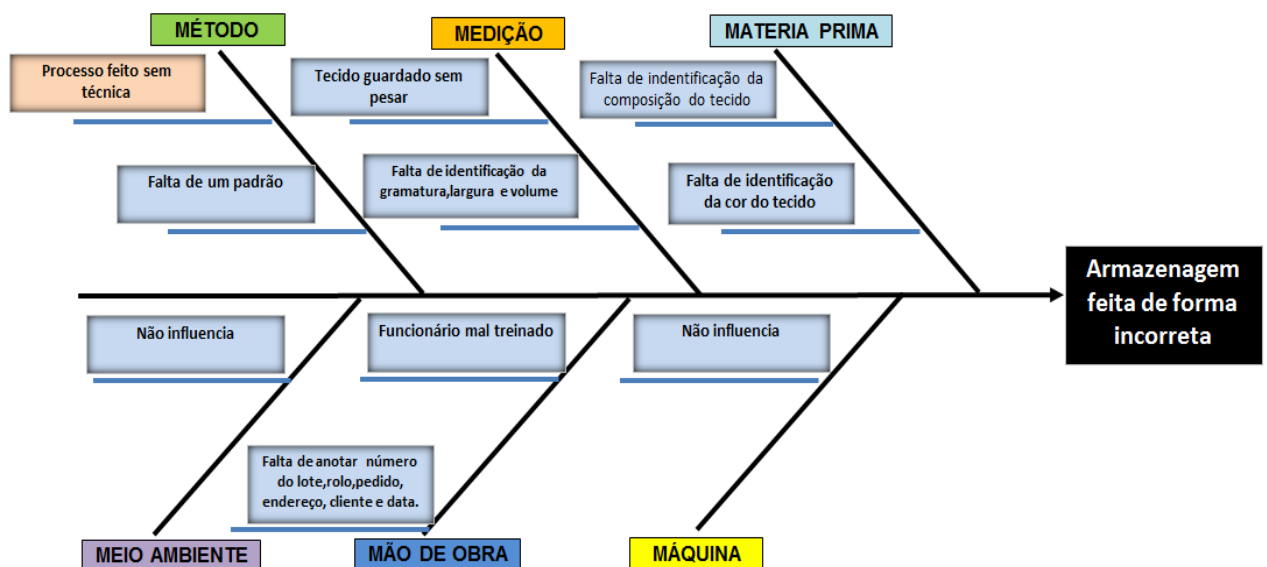 MÉTODO
MEDIÇÃO
MATERIA PRIMA
Processo feito sem
técnica
Tecido guardado sem
pesar
Falta de indentificação da
composição do tecido
Falta de um padrão
Falta de identificação da
gramatura,largura e volume
Falta de identificação
da cor do tecido
Armazenagem
feita de forma
incorreta
Não influencia
Funcionário mal treinado
Não influencia
Falta de anotar número
do lote,rolo,pedido,
endereço, cliente e data.
MEIO AMBIENTE
MÃO DE OBRA
MÁQUINA